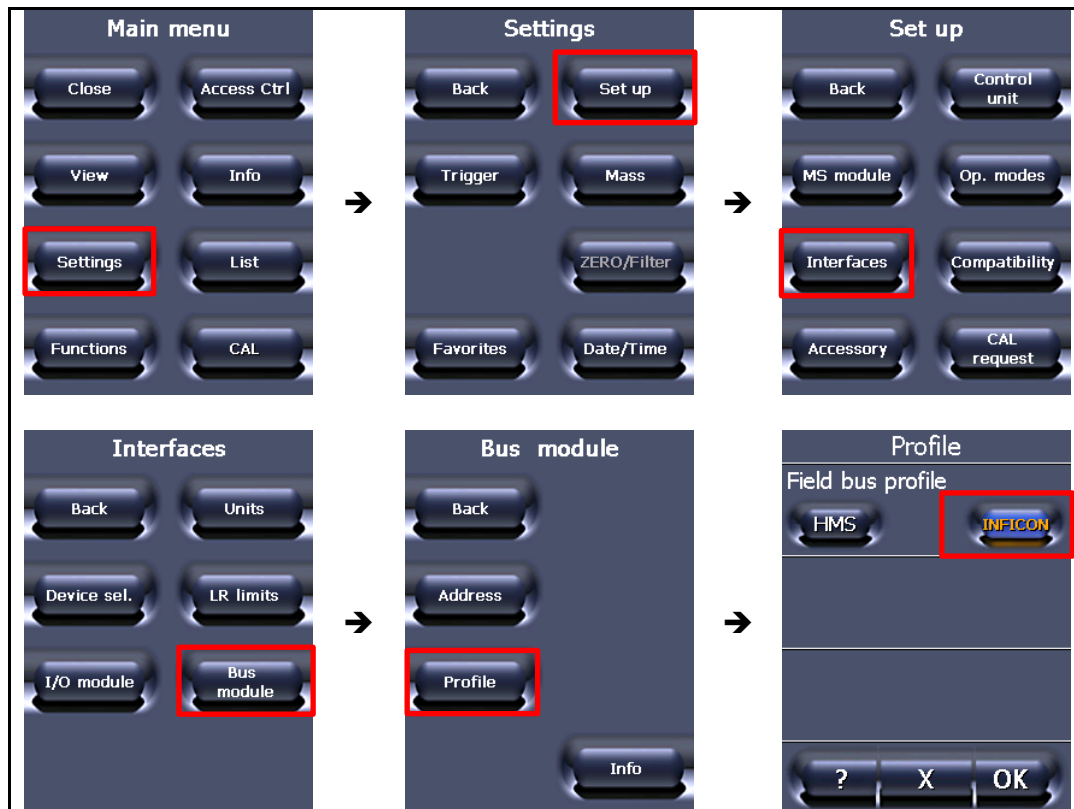 Main menu
Close
Access Ctrl
View
Info
Settings
List
Functions
CAL
➔
Settings
Back
Set up
Trigger
Mass
ZERO/Filter
Favorites
Date/Time
➔
Set up
Back
Control
unit
MS module
Op. modes
Interfaces
Compatibility
Accessory
CAL
request
Interfaces
Back
Units
Device sel.
LR limits
I/O module
Bus
module
➔
Bus module
Back
Address
Profile
Info
➔
Profile
Field bus profile
HMS
INFICON
?
X
OK